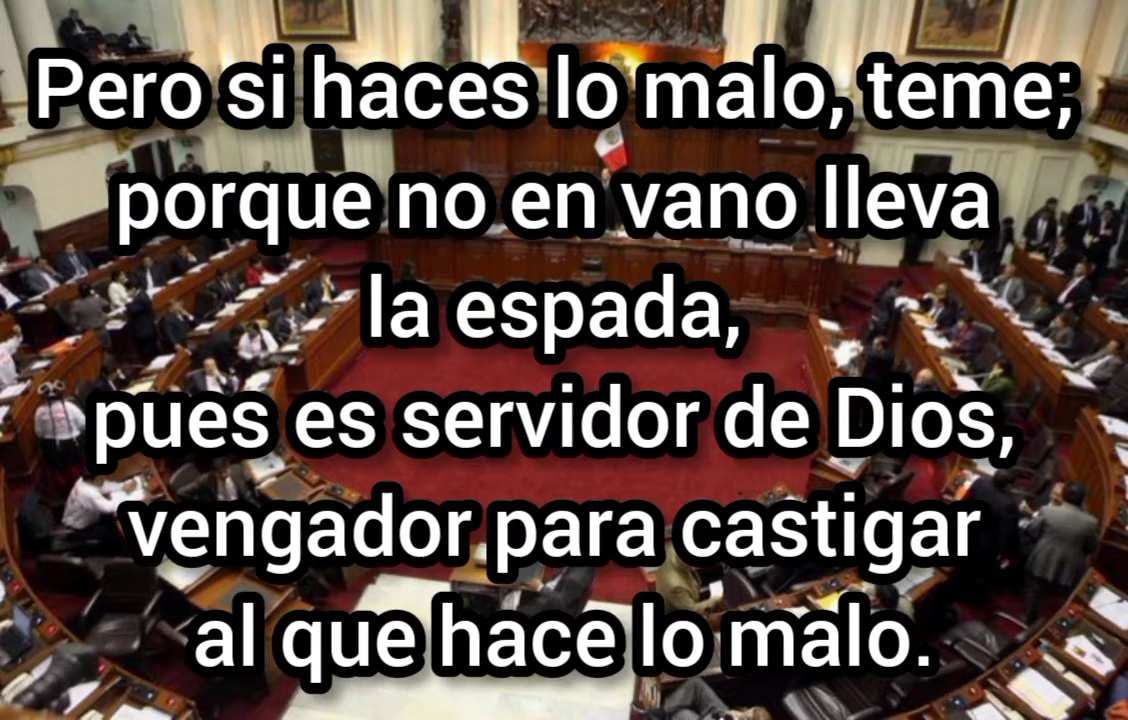 Pero si haces lo malo, teme;
porque no en vano lleva
la espada,
pues es servidor de Dios,
vengador para castigar
al que hace lo malo.